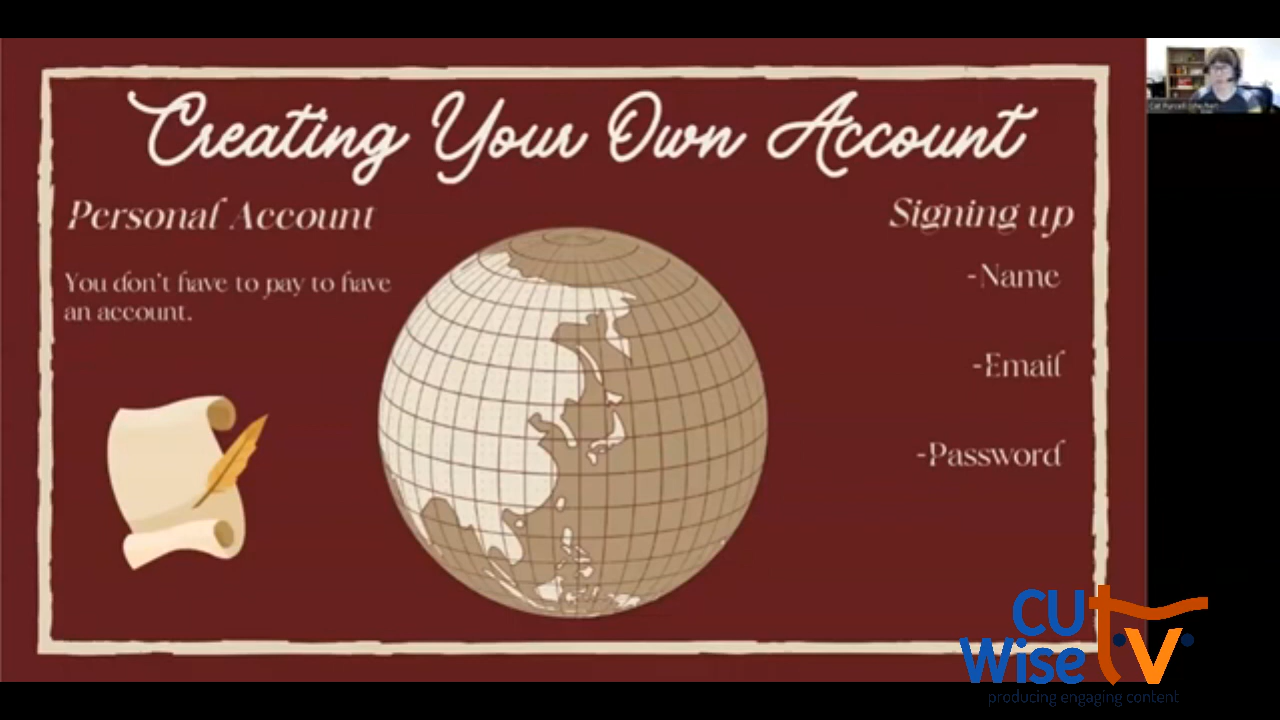 Creating Your Own Account
Personal Account
You don't have to pay to have
an account.
Signing up
-Name
-Email
-Password
CU
Wise
tv
producing engaging content